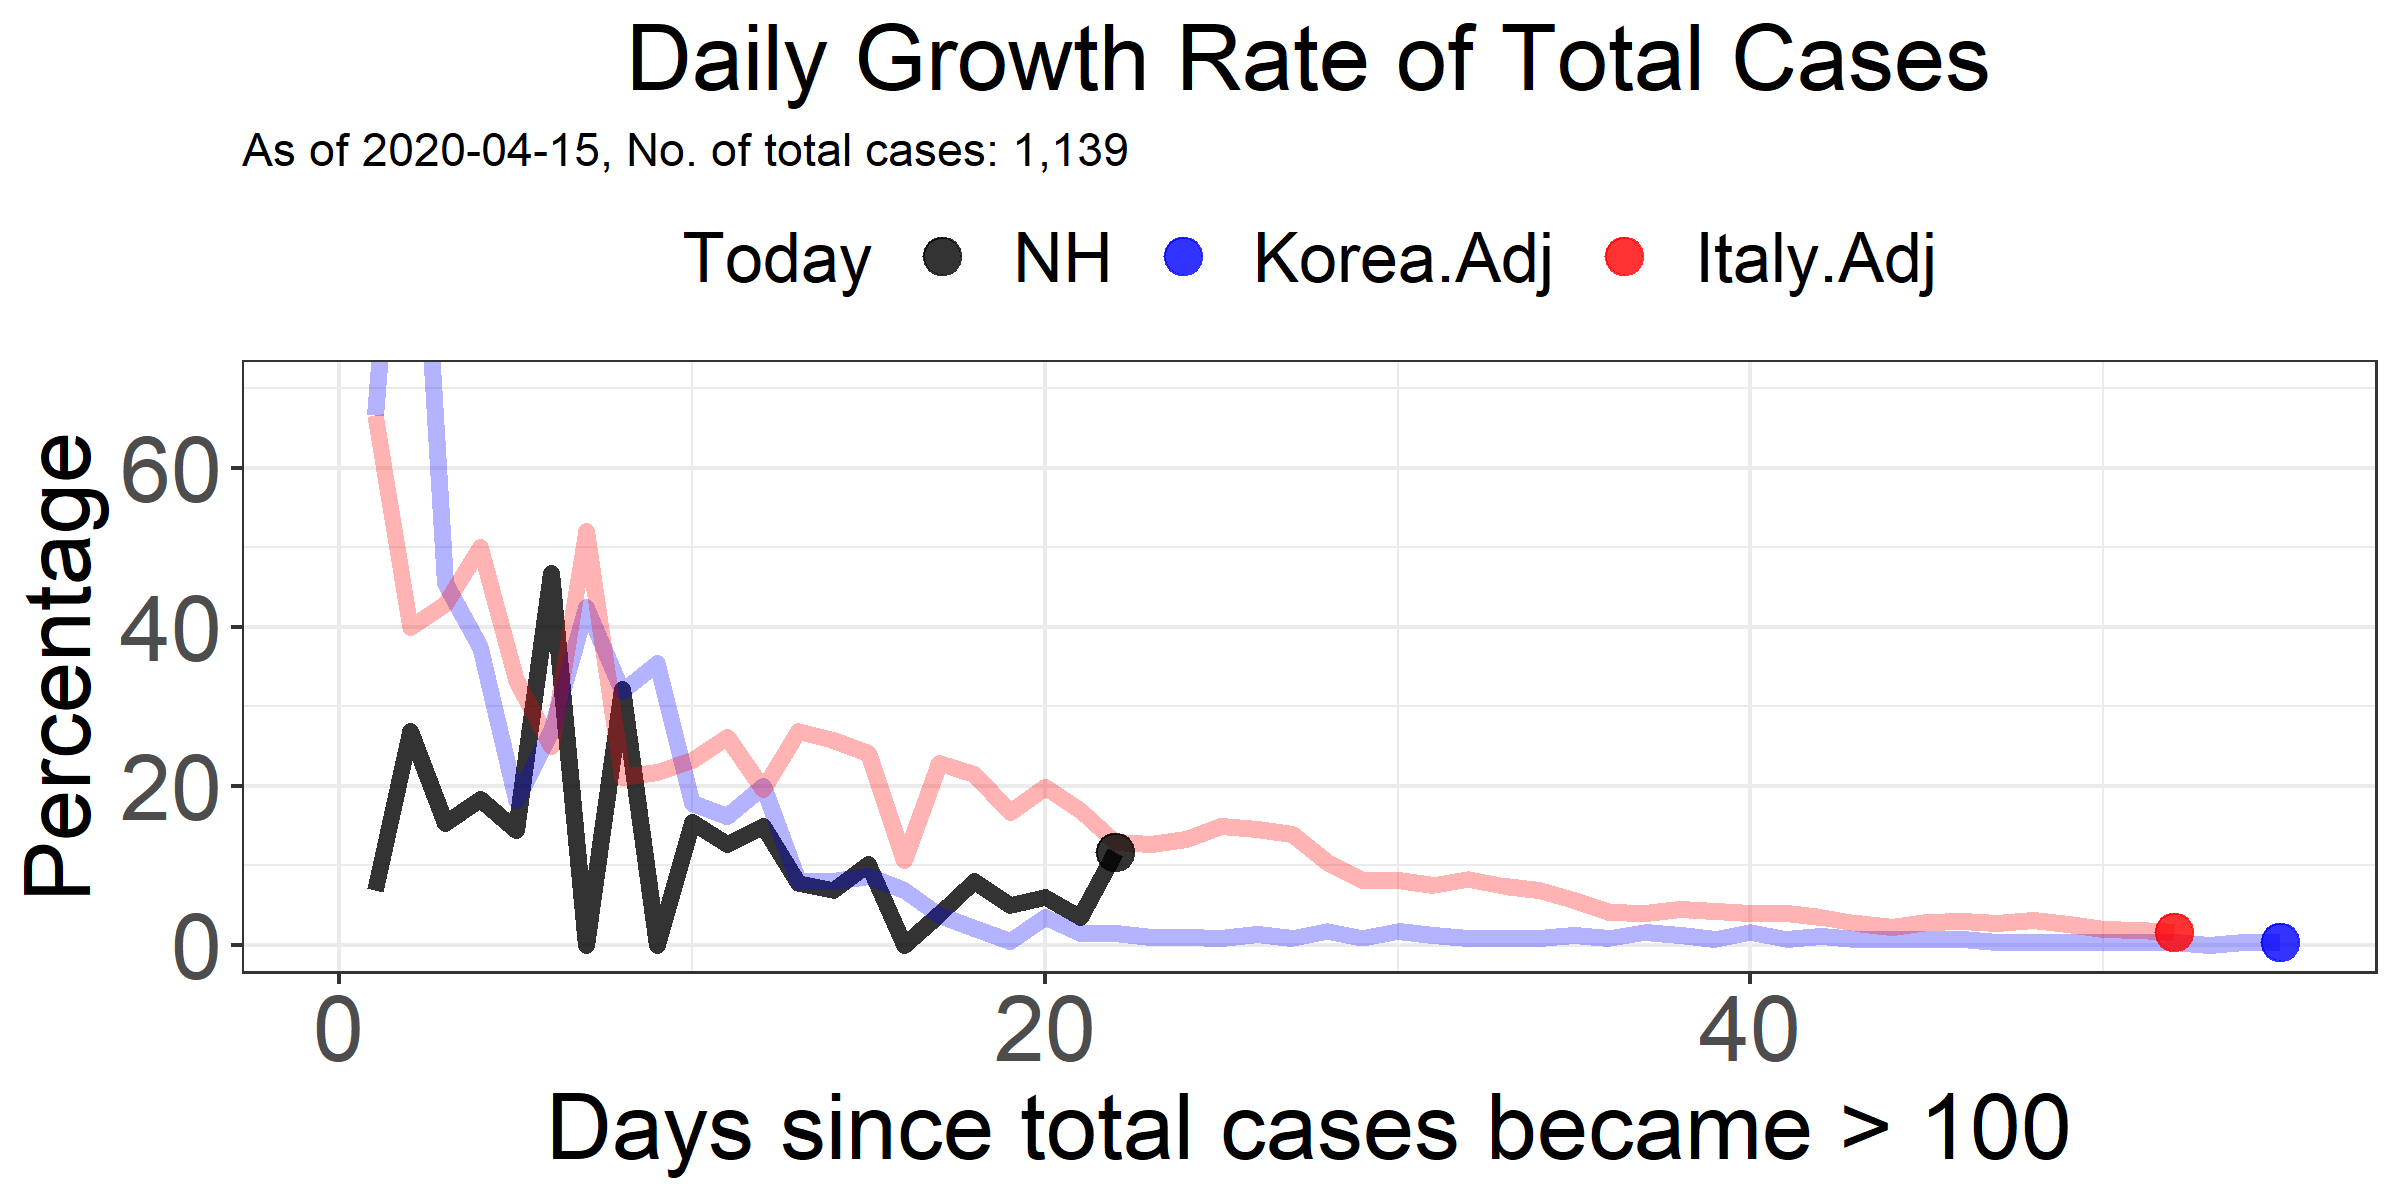 Daily Growth Rate of Total Cases
As of 2020-04-15, No. of total cases: 1,139
Today NH Korea.Adj Italy.Adj
Percentage
60
40
20
0
0 20 40
Days since total cases became > 100